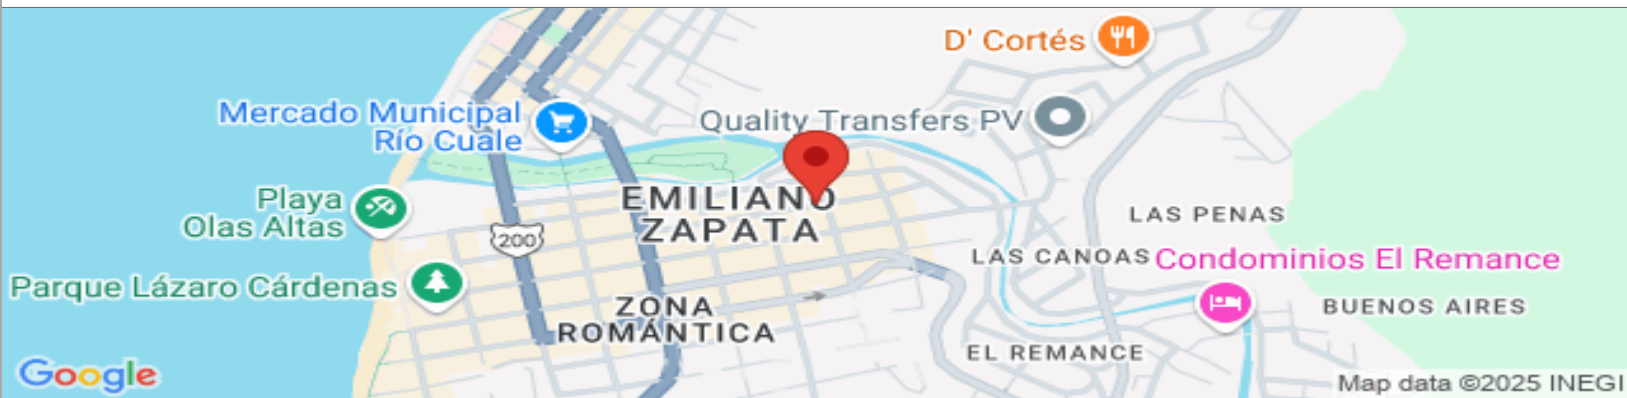 D' Cortés
Mercado Municipal
Río Cuale
Quality Transfers PV
Playa
Olas Altas
EMILIANO
ZAPATA
200
LAS PENAS
LAS CANOAS
Condominios El Remance
Parque Lázaro Cárdenas
ZONA
ROMÁNTICA
BUENOS AIRES
EL REMANCE
Google
Map data ©2025 INEGI